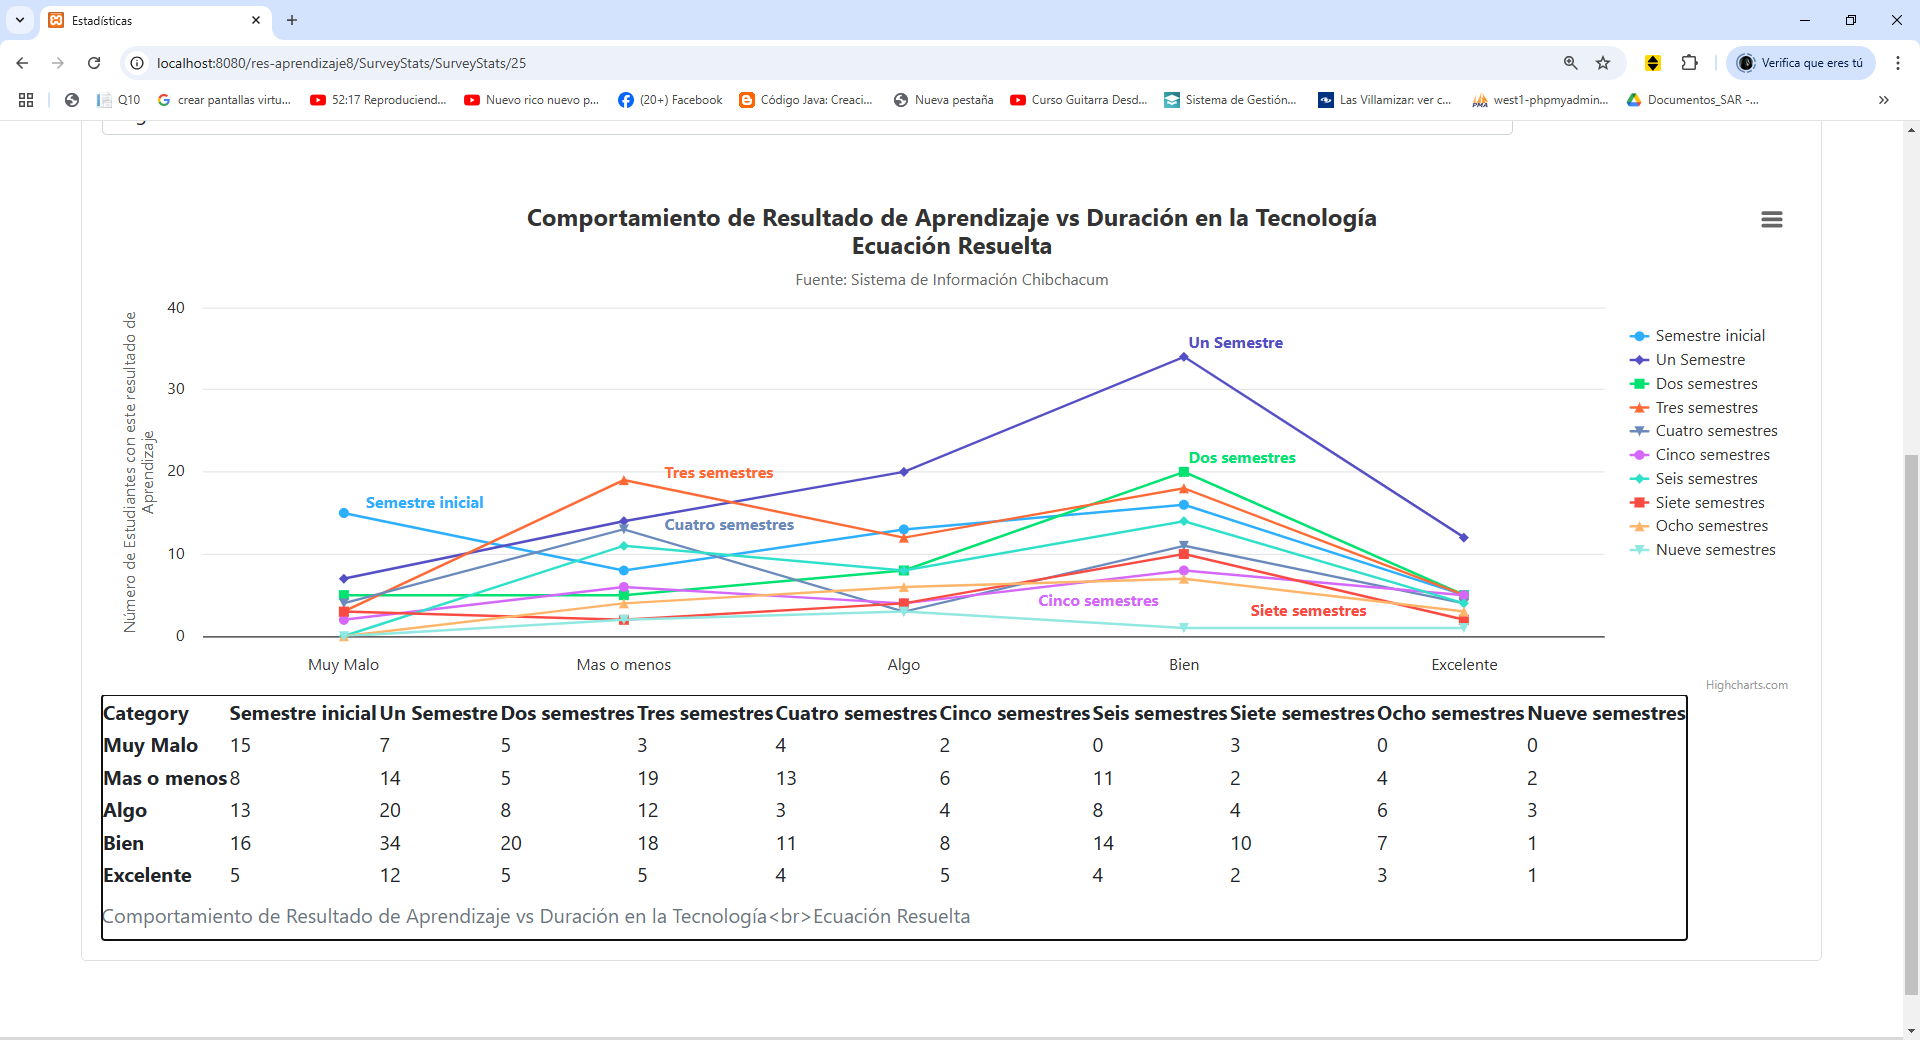 Estadísticas
localhost:8080/res-aprendizaje8/SurveyStats/SurveyStats/25
Verifica que eres tú
Q10
crear pantallas virtu...
52:17 Reproduciend...
Nuevo rico nuevo p...
(20+) Facebook
Código Java: Creaci...
Nueva pestaña
Curso Guitarra Desd...
Sistema de Gestión...
Las Villamizar: ver c...
west1-phpmyadmin...
Documentos_SAR -...
Comportamiento de Resultado de Aprendizaje vs Duración en la Tecnología
Ecuación Resuelta
Fuente: Sistema de Información Chibchacum
Número de Estudiantes con este resultado de
Aprendizaje
40
30
20
10
0
Un Semestre
Dos semestres
Tres semestres
Semestre inicial
Cuatro semestres
Cinco semestres
Siete semestres
Muy Malo
Mas o menos
Algo
Bien
Excelente
Semestre inicial
Un Semestre
Dos semestres
Tres semestres
Cuatro semestres
Cinco semestres
Seis semestres
Siete semestres
Ocho semestres
Nueve semestres
Highcharts.com
Category Semestre inicial Un Semestre Dos semestres Tres semestres Cuatro semestres Cinco semestres Seis semestres Siete semestres Ocho semestres Nueve semestres
Muy Malo 15 7 5 3 4 2 0 3 0 0
Mas o menos 8 14 5 19 13 6 11 2 4 2
Algo 13 20 8 12 3 4 8 4 6 3
Bien 16 34 20 18 11 8 14 10 7 1
Excelente 5 12 5 5 4 5 4 2 3 1
Comportamiento de Resultado de Aprendizaje vs Duración en la Tecnología<br>Ecuación Resuelta